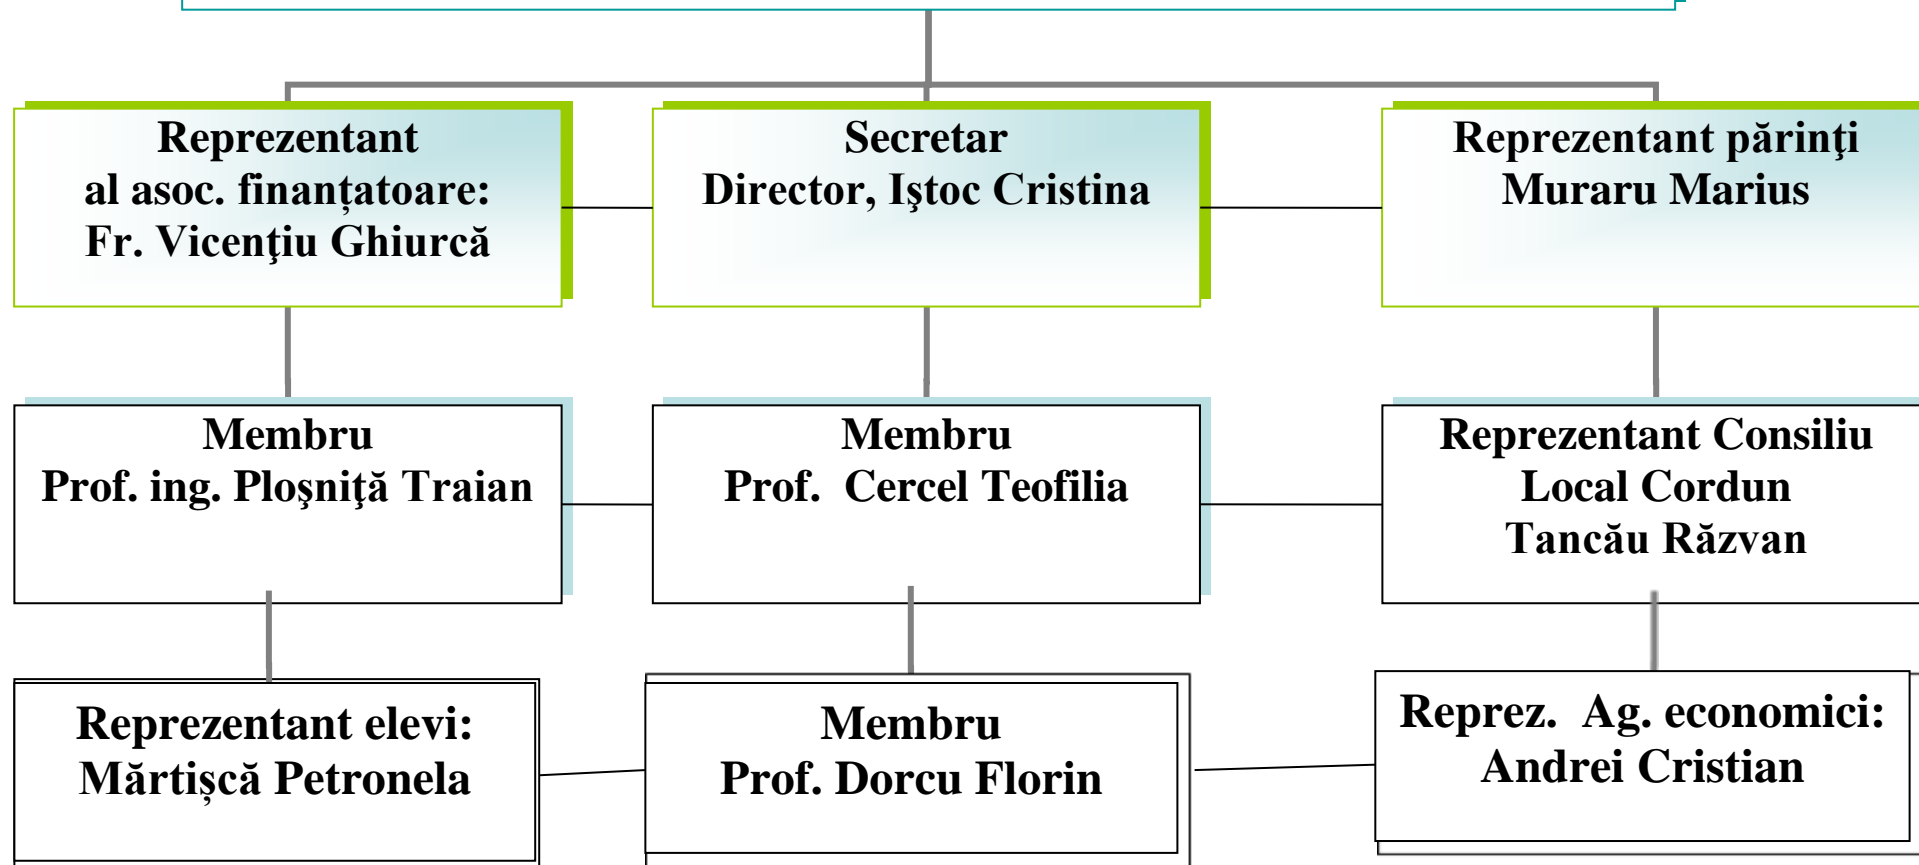 Reprezentant
al asoc. finanțatoare:
Fr. Vicenţiu Ghiurcă
Secretar
Director, Iştoc Cristina
Reprezentant părinţi
Muraru Marius
Membru
Prof. ing. Ploşniţă Traian
Membru
Prof.  Cercel Teofilia
Reprezentant Consiliu
Local Cordun
Tancău Răzvan
Reprezentant elevi:
Mărtișcă Petronela
Membru
Prof. Dorcu Florin
Reprez.  Ag. economici:
Andrei Cristian